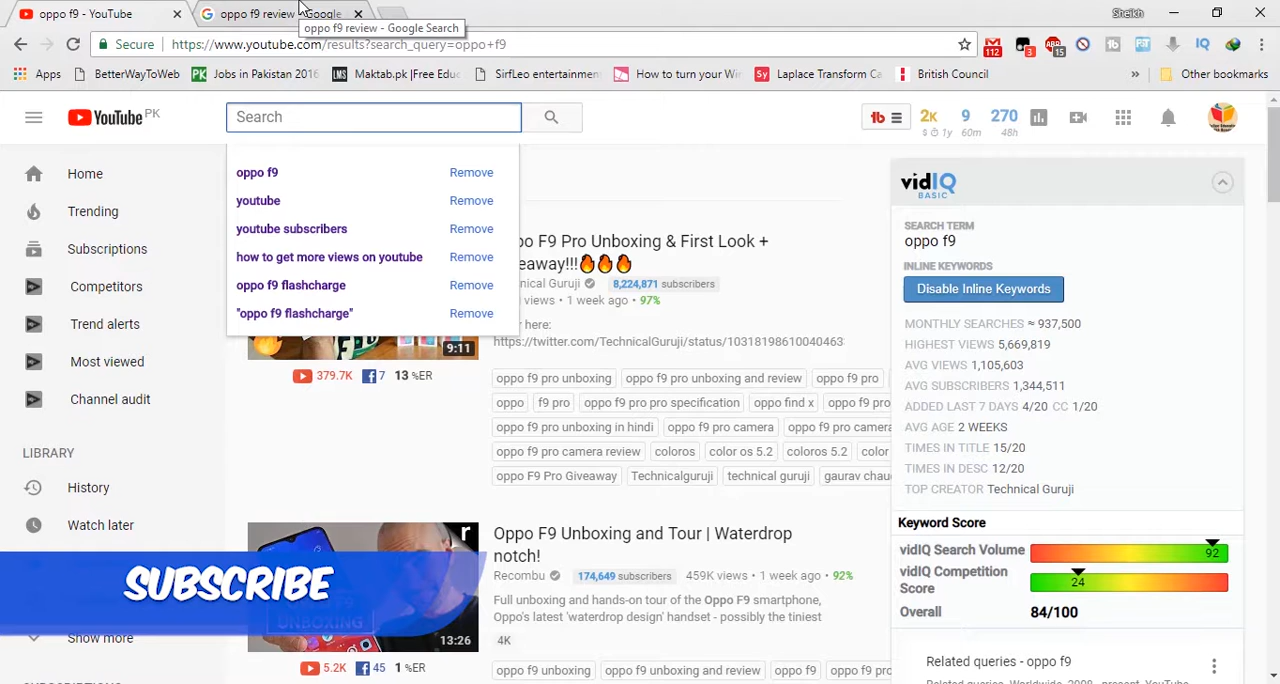 oppo f9 - YouTube
oppo f9 review - Google
Sheikh
oppo f9 review - Google Search
Secure
https://www.youtube.com/results?search_query=oppo+f9
112
3
15
Apps
BetterWayToWeb
Jobs in Pakistan 2016
Maktab.pk |Free Edu
SirfLeo entertainmen
How to turn your Wi
Laplace Transform Ca
British Council
»
Other bookmarks
YouTube PK
Search
2K 9 270
$ 1y 60m 48h
oppo f9 Remove
youtube Remove
youtube subscribers Remove
how to get more views on youtube Remove
oppo f9 flashcharge Remove
"oppo f9 flashcharge" Remove
Home
Trending
Subscriptions
Competitors
Trend alerts
Most viewed
Channel audit
LIBRARY
History
Watch later
Show more
SUBSCRIBE
po F9 Pro Unboxing & First Look +
eaway!!!🔥🔥🔥
nical Guruji 8,224,871 subscribers
views • 1 week ago • 97%
here:
https://twitter.com/TechnicalGuruji/status/10318198610040463
9:11
379.7K 7 13 %ER
oppo f9 pro unboxing oppo f9 pro unboxing and review oppo f9 pro
oppo f9 pro oppo f9 pro pro specification oppo find x oppo f9 pro
oppo f9 pro unboxing in hindi oppo f9 pro camera oppo f9 pro camera
oppo f9 pro camera review coloros color os 5.2 coloros 5.2 color
oppo F9 Pro Giveaway Technicalguruji technical guruji gaurav chau
Oppo F9 Unboxing and Tour | Waterdrop
notch!
Recombu 174,649 subscribers 459K views • 1 week ago • 92%
Full unboxing and hands-on tour of the Oppo F9 smartphone,
Oppo's latest 'waterdrop design' handset - possibly the tiniest
4K
r
UNBOXING
13:26
5.2K 45 1 %ER
oppo f9 unboxing oppo f9 unboxing and review oppo f9 oppo f9 pro
vidIQ
BASIC
SEARCH TERM
oppo f9
INLINE KEYWORDS
Disable Inline Keywords
MONTHLY SEARCHES ≈ 937,500
HIGHEST VIEWS 5,669,819
AVG VIEWS 1,105,603
AVG SUBSCRIBERS 1,344,511
ADDED LAST 7 DAYS 4/20 CC 1/20
AVG AGE 2 WEEKS
TIMES IN TITLE 15/20
TIMES IN DESC 12/20
TOP CREATOR Technical Guruji
Keyword Score
vidIQ Search Volume 92
vidIQ Competition
Score 24
Overall 84/100
Related queries - oppo f9